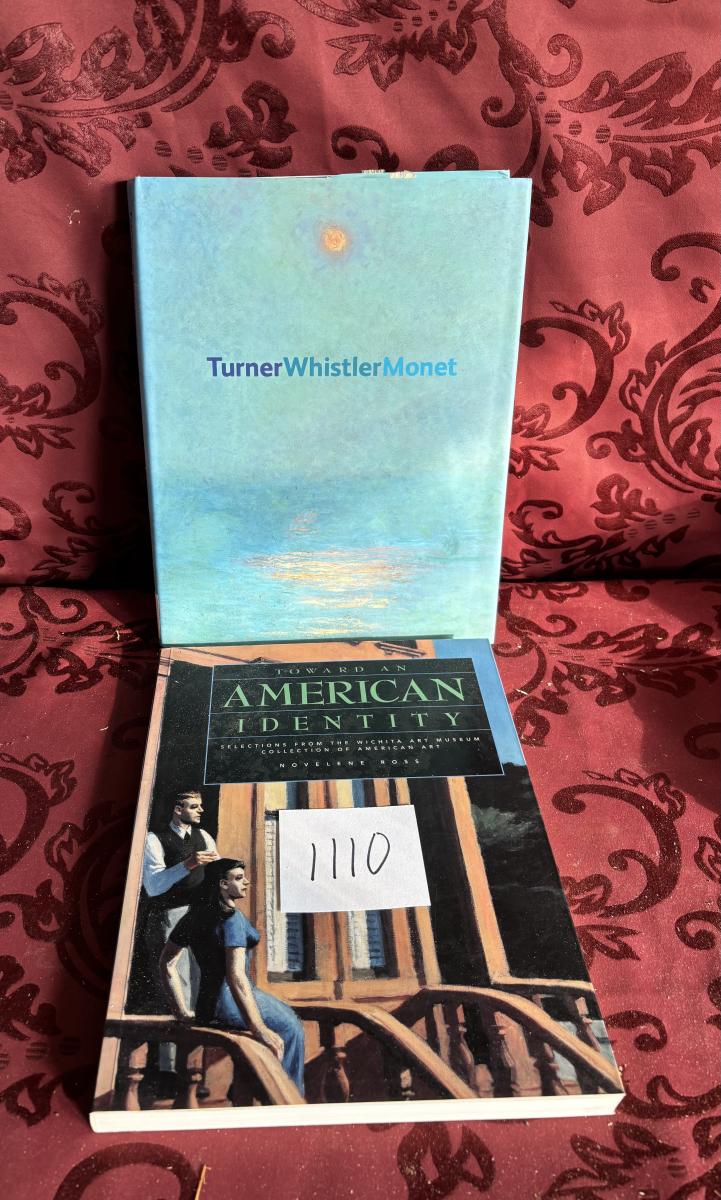 TurnerWhistlerMonet
TOWARD AN
AMERICAN
IDENTITY
SELECTIONS FROM THE WICHITA ART MUSEUM
COLLECTION OF AMERICAN ART
NOVELENE ROSS
1110